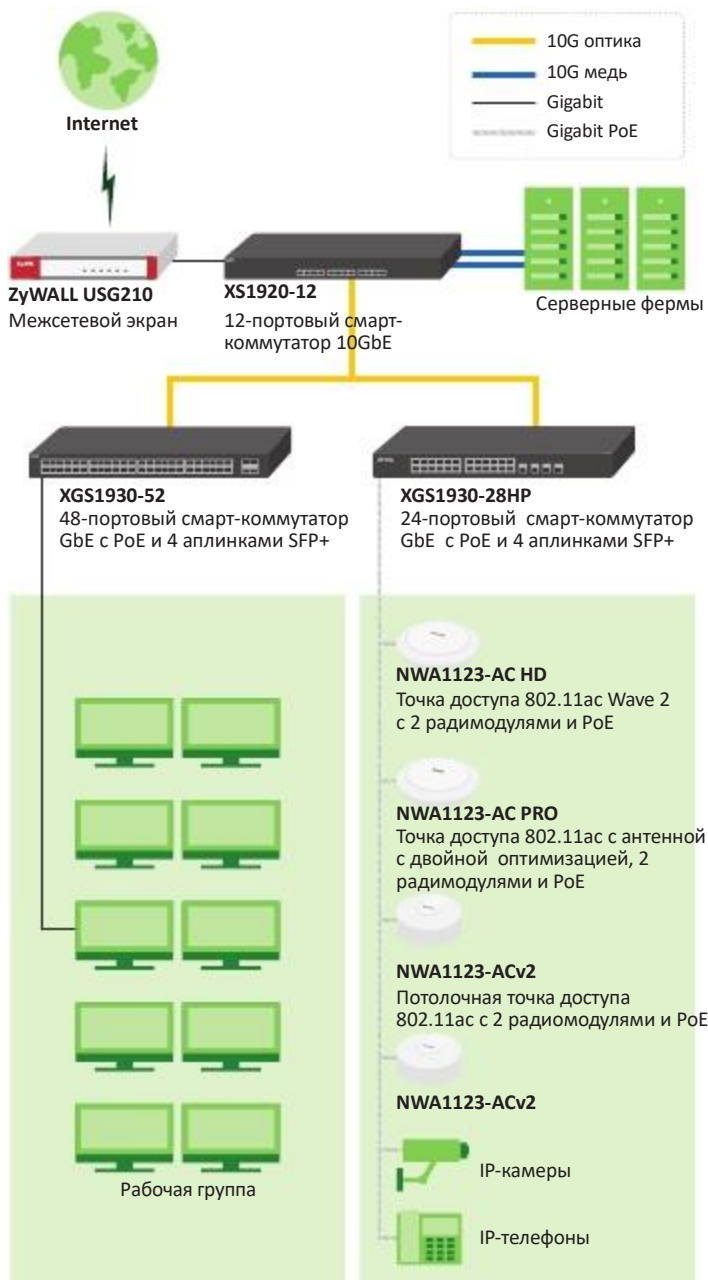 10G оптика
10G медь
Gigabit
Gigabit PoE
Internet
ZyWALL USG210
Межсетевой экран
XS1920-12
12-портовый смарт-
коммутатор 10GbE
Серверные фермы
XGS1930-52
48-портовый смарт-коммутатор
GbE с PoE и 4 аплинками SFP+
XGS1930-28HP
24-портовый смарт-коммутатор
GbE с PoE и 4 аплинками SFP+
NWA1123-AC HD
Точка доступа 802.11ac Wave 2
с 2 радимодулями и PoE
NWA1123-AC PRO
Точка доступа 802.11ac с антенной
с двойной оптимизацией, 2
радимодулями и PoE
NWA1123-ACv2
Потолочная точка доступа
802.11ac с 2 радиомодулями и PoE
NWA1123-ACv2
IP-камеры
IP-телефоны
Рабочая группа